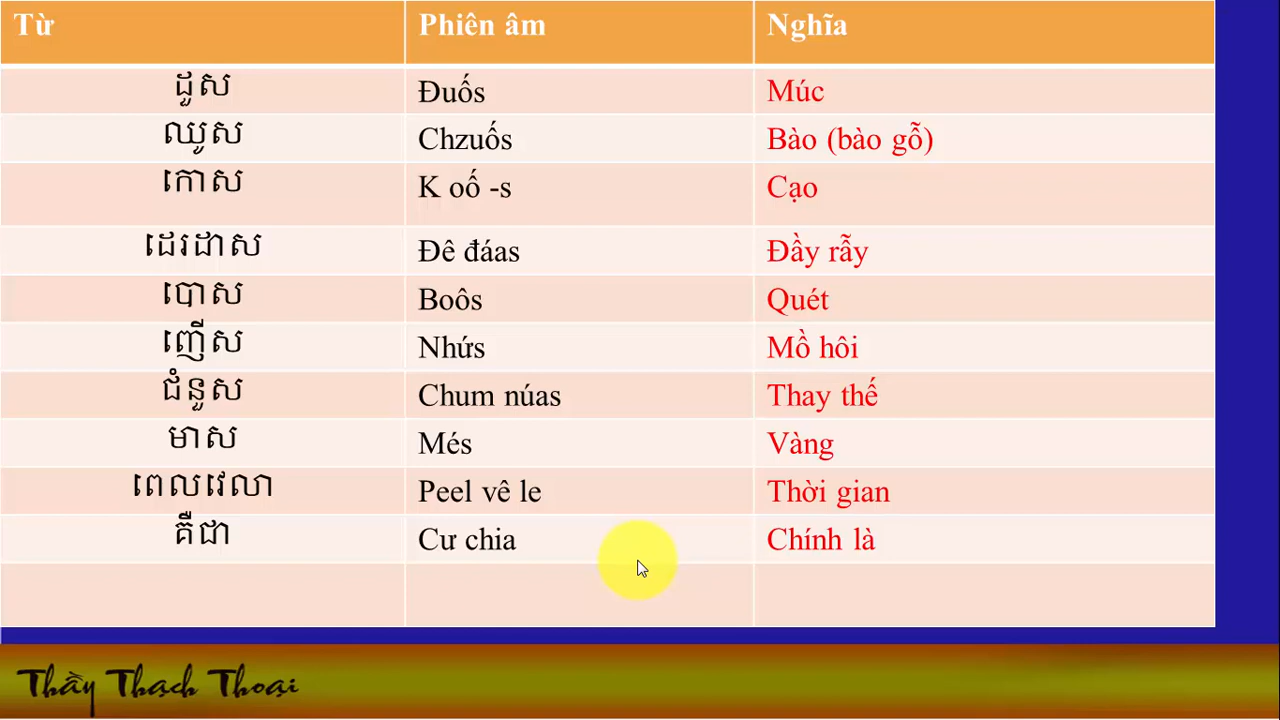 Từ Phiên âm Nghĩa
ដួស Đuốs Múc
ឈូស Chzuốs Bào (bào gỗ)
កោស K oố -s Cạo
ដេរដាស Đê đáas Đầy rẫy
បោស Boôs Quét
ញើស Nhứs Mồ hôi
ជំនួស Chum núas Thay thế
មាស Més Vàng
ពេលវេលា Peel vê le Thời gian
គឺជា Cư chia Chính là
Thầy Thạch Thoại